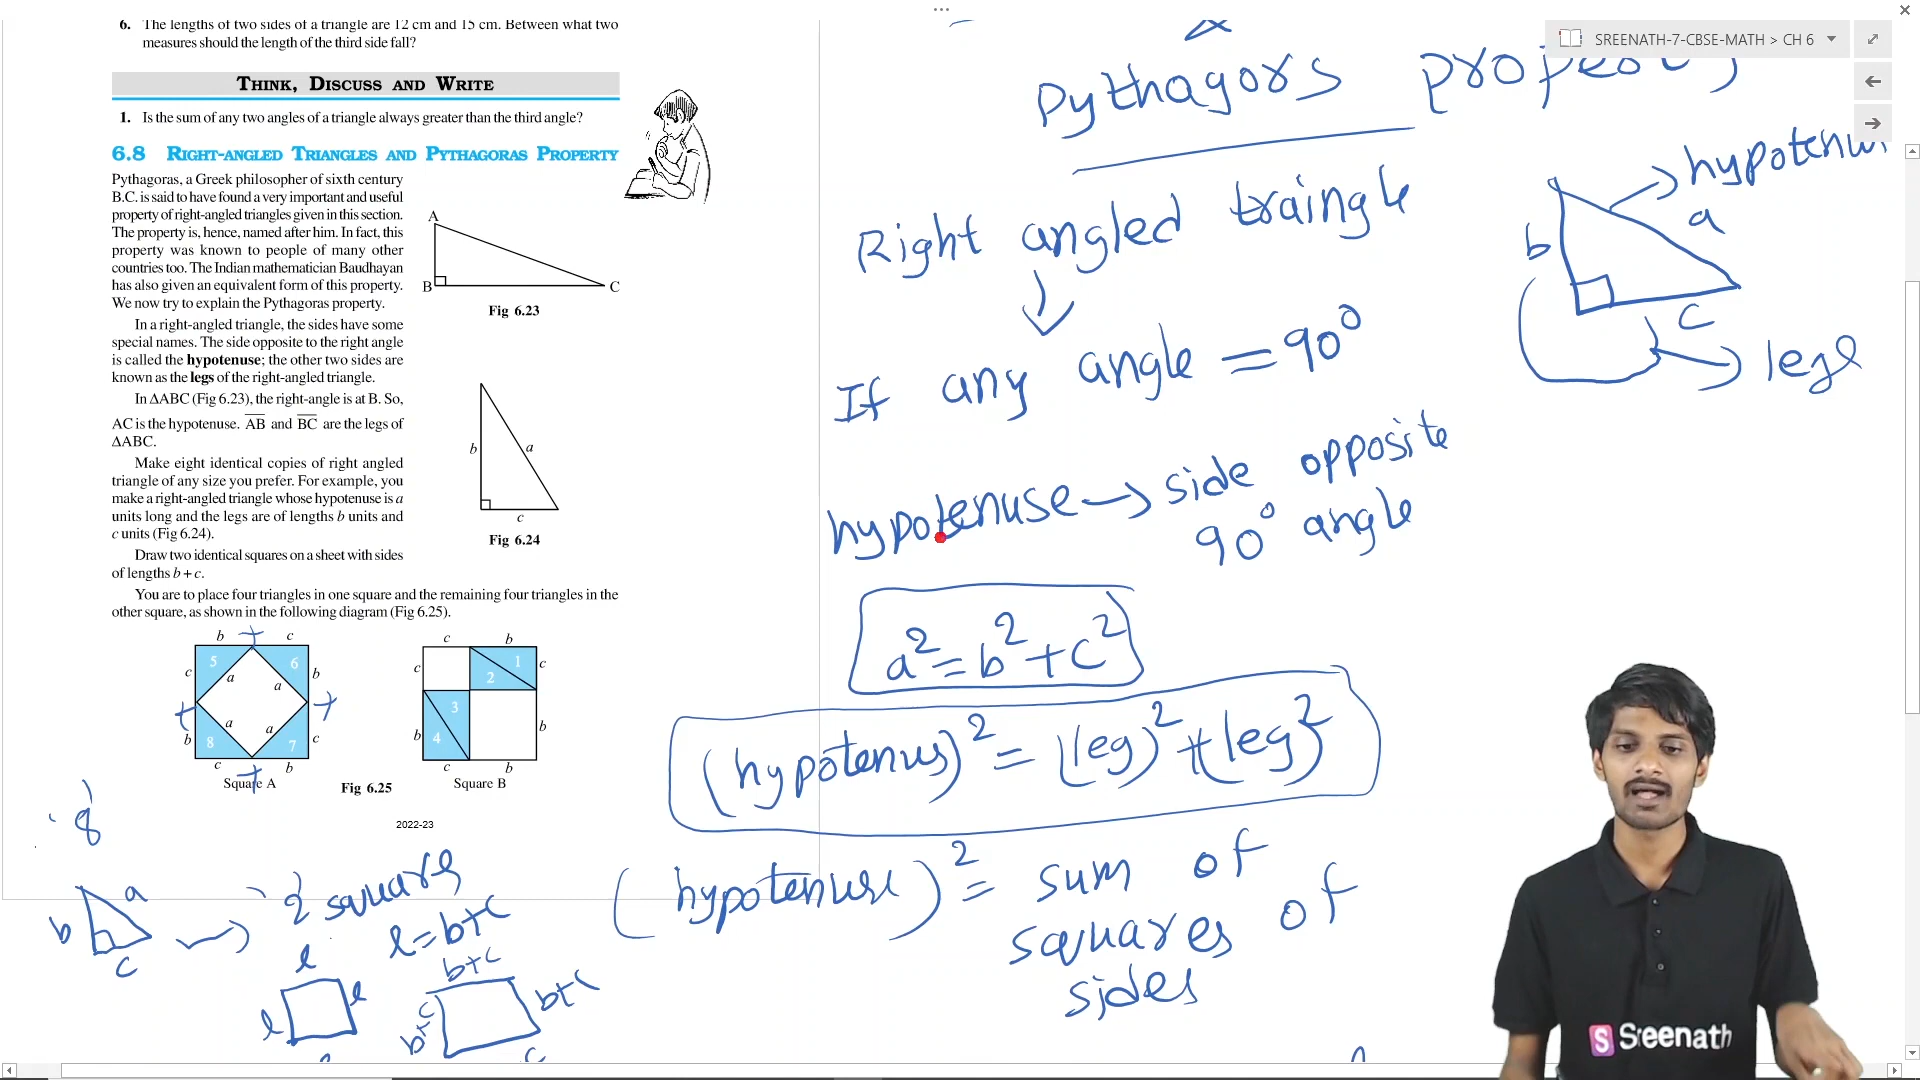 6. The lengths of two sides of a triangle are 12 cm and 15 cm. Between what two
measures should the length of the third side fall?
THINK, DISCUSS AND WRITE
1. Is the sum of any two angles of a triangle always greater than the third angle?
6.8 RIGHT-ANGLED TRIANGLES AND PYTHAGORAS PROPERTY
Pythagoras, a Greek philosopher of sixth century
B.C. is said to have found a very important and useful
property of right-angled triangles given in this section.
The property is, hence, named after him. In fact, this
property was known to people of many other
countries too. The Indian mathematician Baudhayan
has also given an equivalent form of this property.
We now try to explain the Pythagoras property.
In a right-angled triangle, the sides have some
special names. The side opposite to the right angle
is called the hypotenuse; the other two sides are
known as the legs of the right-angled triangle.
In ΔABC (Fig 6.23), the right-angle is at B. So,
AC is the hypotenuse. AB and BC are the legs of
ΔABC.
Make eight identical copies of right angled
triangle of any size you prefer. For example, you
make a right-angled triangle whose hypotenuse is a
units long and the legs are of lengths b units and
c units (Fig 6.24).
Draw two identical squares on a sheet with sides
of lengths b + c.
You are to place four triangles in one square and the remaining four triangles in the
other square, as shown in the following diagram (Fig 6.25).
A
B
C
Fig 6.23
b
a
c
Fig 6.24
b + c
c 5 6 b
a a
a a
b 8 7 c
c + b
Square A
Fig 6.25
c b
c 1 c
2
3
b 4 b
c b
Square B
2022-23
8
a
b
c
2 squares
l = b+c
l
l
l
b+c
b+c
b+c
Pythagors property
Right angled traingle
If any angle = 90°
hypotenuse → side opposite
90° angle
a² = b² + c²
(hypotenus)² = (leg)² + (leg)²
(hypotenuse)² = sum of
squares of
sides
a
b
c
SREENATH-7-CBSE-MATH > CH 6
S Sreenath